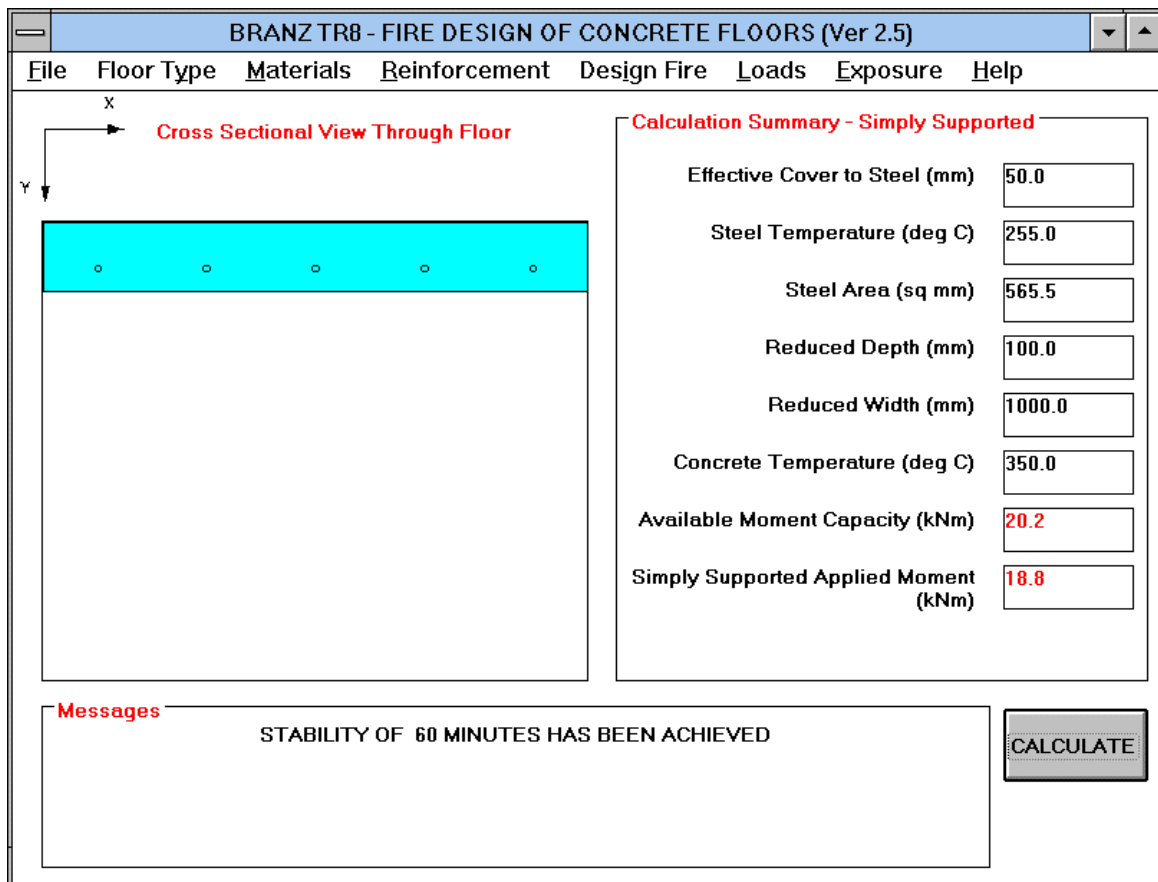 BRANZ TR8 - FIRE DESIGN OF CONCRETE FLOORS (Ver 2.5)
File Floor Type Materials Reinforcement Design Fire Loads Exposure Help
X
Cross Sectional View Through Floor
Y
Calculation Summary - Simply Supported
Effective Cover to Steel (mm) 50.0
Steel Temperature (deg C) 255.0
Steel Area (sq mm) 565.5
Reduced Depth (mm) 100.0
Reduced Width (mm) 1000.0
Concrete Temperature (deg C) 350.0
Available Moment Capacity (kNm) 20.2
Simply Supported Applied Moment 18.8
(kNm)
Messages
STABILITY OF 60 MINUTES HAS BEEN ACHIEVED
CALCULATE